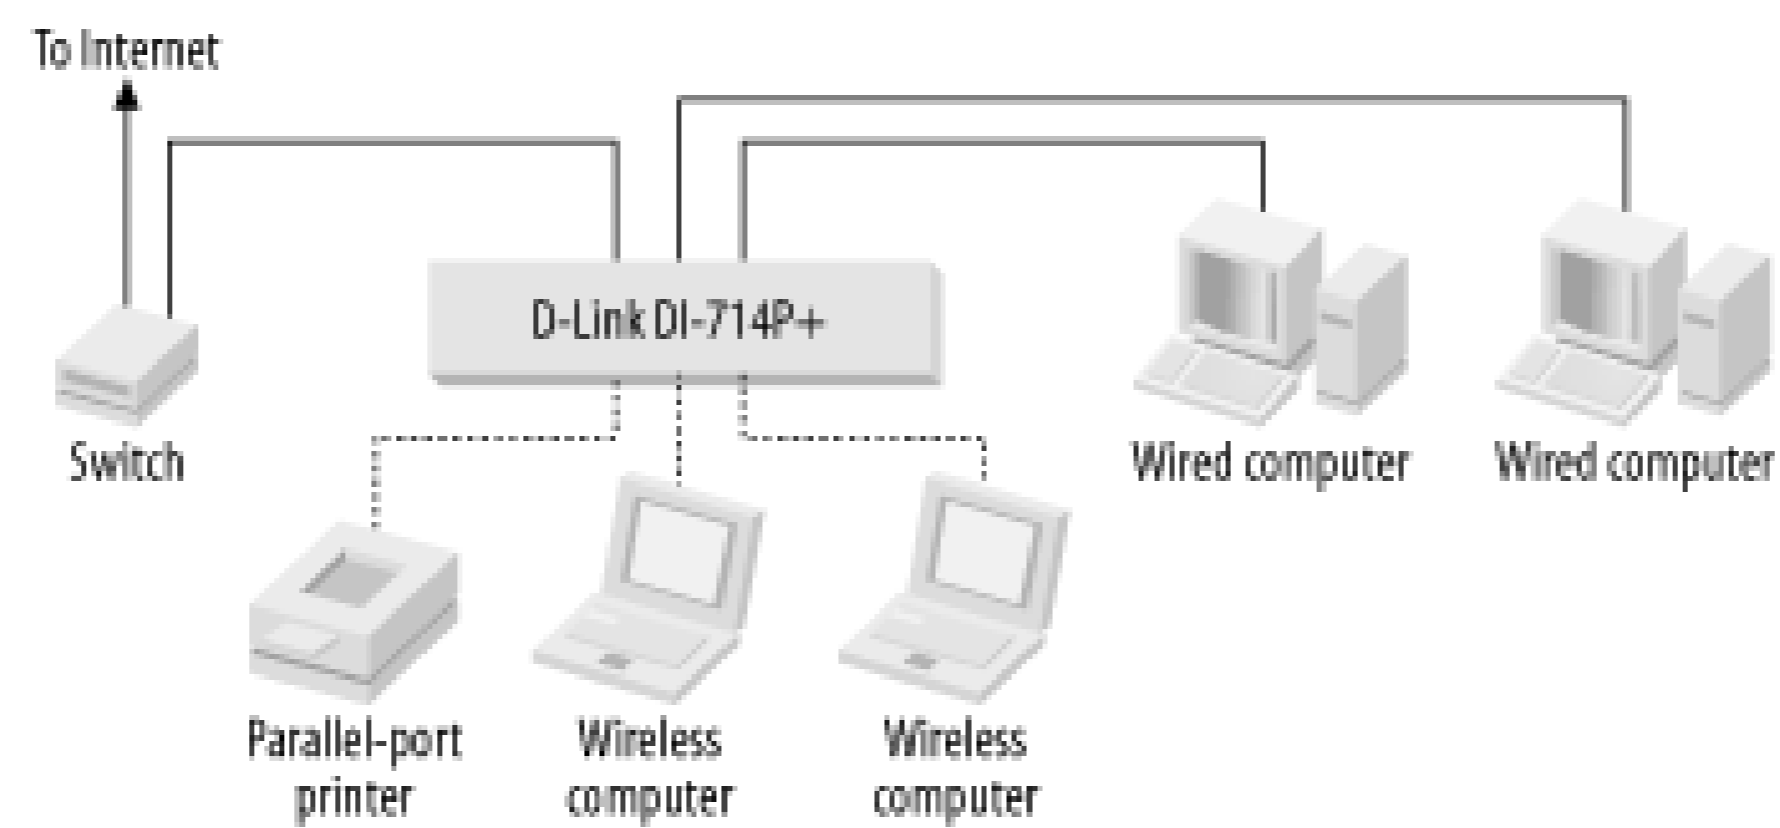 To Internet
D-Link DI-714P+
Switch
Wired computer
Wired computer
Parallel-port
printer
Wireless
computer
Wireless
computer